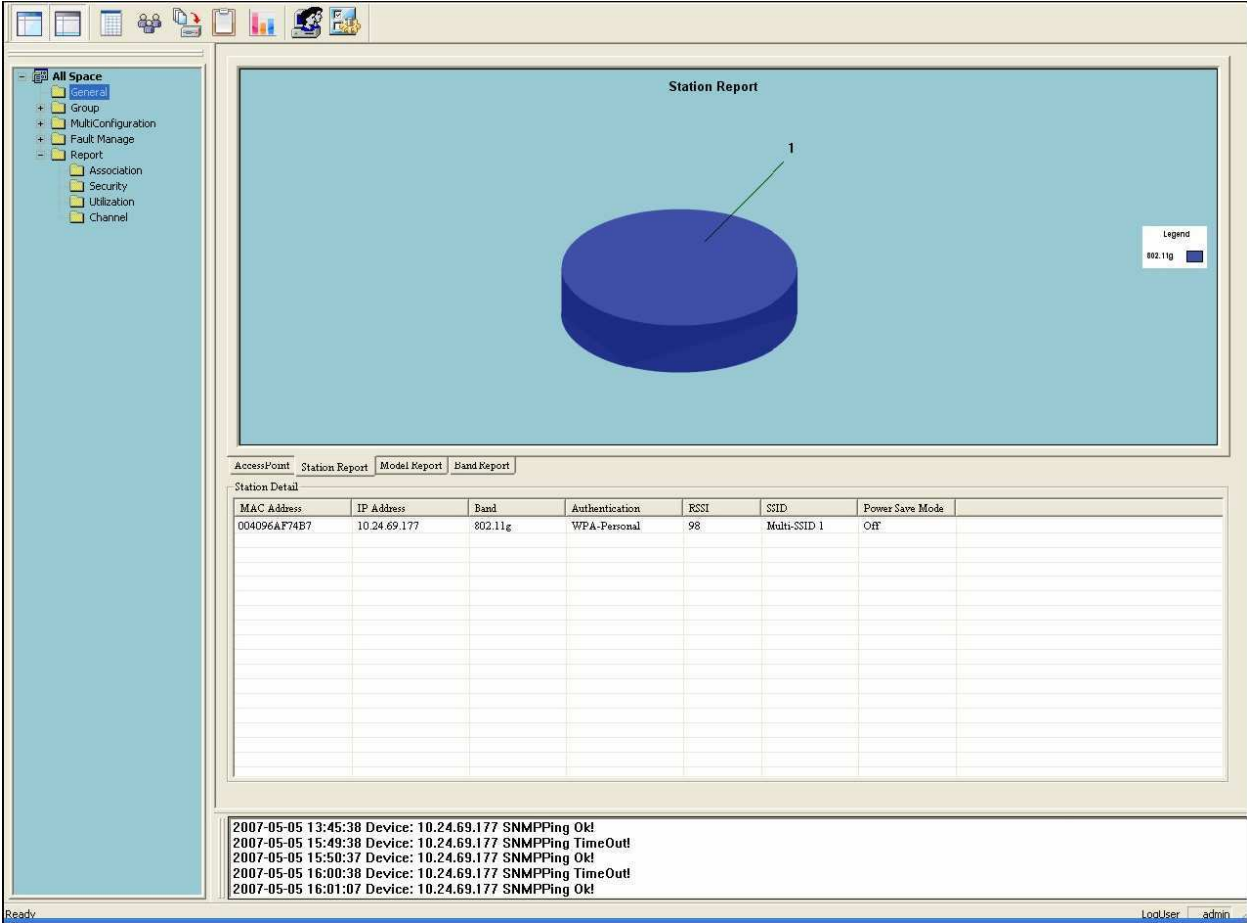 All Space
General
Group
MultiConfiguration
Fault Manage
Report
Association
Security
Utilization
Channel
Station Report
1
Legend
802.11g
AccessPoint Station Report Model Report Band Report
Station Detail
MAC Address IP Address Band Authentication RSSI SSID Power Save Mode
004096AF74B7 10.24.69.177 802.11g WPA-Personal 98 Multi-SSID 1 Off
2007-05-05 13:45:38 Device: 10.24.69.177 SNMPPing Ok!
2007-05-05 15:49:38 Device: 10.24.69.177 SNMPPing TimeOut!
2007-05-05 15:50:37 Device: 10.24.69.177 SNMPPing Ok!
2007-05-05 16:00:38 Device: 10.24.69.177 SNMPPing TimeOut!
2007-05-05 16:01:07 Device: 10.24.69.177 SNMPPing Ok!
Ready LogUser admin